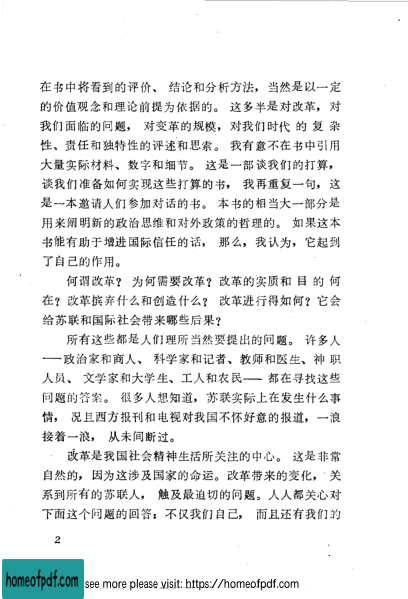 在书中将看到的评价、 结论和分析方法，当然是以一定
的价值观念和理论前提为依据的。 这多半是对改革，对
我们面临的问题， 对变革的规模，对我们时代 的 复 杂
性、责任和独特性的评述和思索。 我有意不在书中引用
大量实际材料、数字和细节。 这是一部谈我们的打算，
谈我们准备如何实现这些打算的书， 我再重复一句，这
是一本邀请人们参加对话的书。 本书的相当大一部分是
用来阐明新的政治思维和对外政策的哲理的。 如果这本
书能有助于增进国际信任的话， 那么，我认为，它起到
了自己的作用。
何谓改革？ 为何需要改革？改革的实质和 目 的 何
在？改革摈弃什么和创造什么？ 改革进行得如何？它会
给苏联和国际社会带来哪些后果？
所有这些都是人们理所当然要提出的问题。 许多人
——政治家和商人、 科学家和记者、教师和医生、神 职
人员、 文学家和大学生、工人和农民—— 都在寻找这些
问题的答案。 很多人想知道，苏联实际上在发生什么事
情， 况且西方报刊和电视对我国不怀好意的报道，一浪
接着一浪， 从未间断过。
改革是我国社会精神生活所关注的中心。 这是非常
自然的，因为这涉及国家的命运。改革带来的变化，关
系到所有的苏联人， 触及最迫切的问题。人人都关心对
下面这个问题的回答：不仅我们自己， 而且还有我们的
2
homeofpdf.com
see more please visit: https://homeofpdf.com